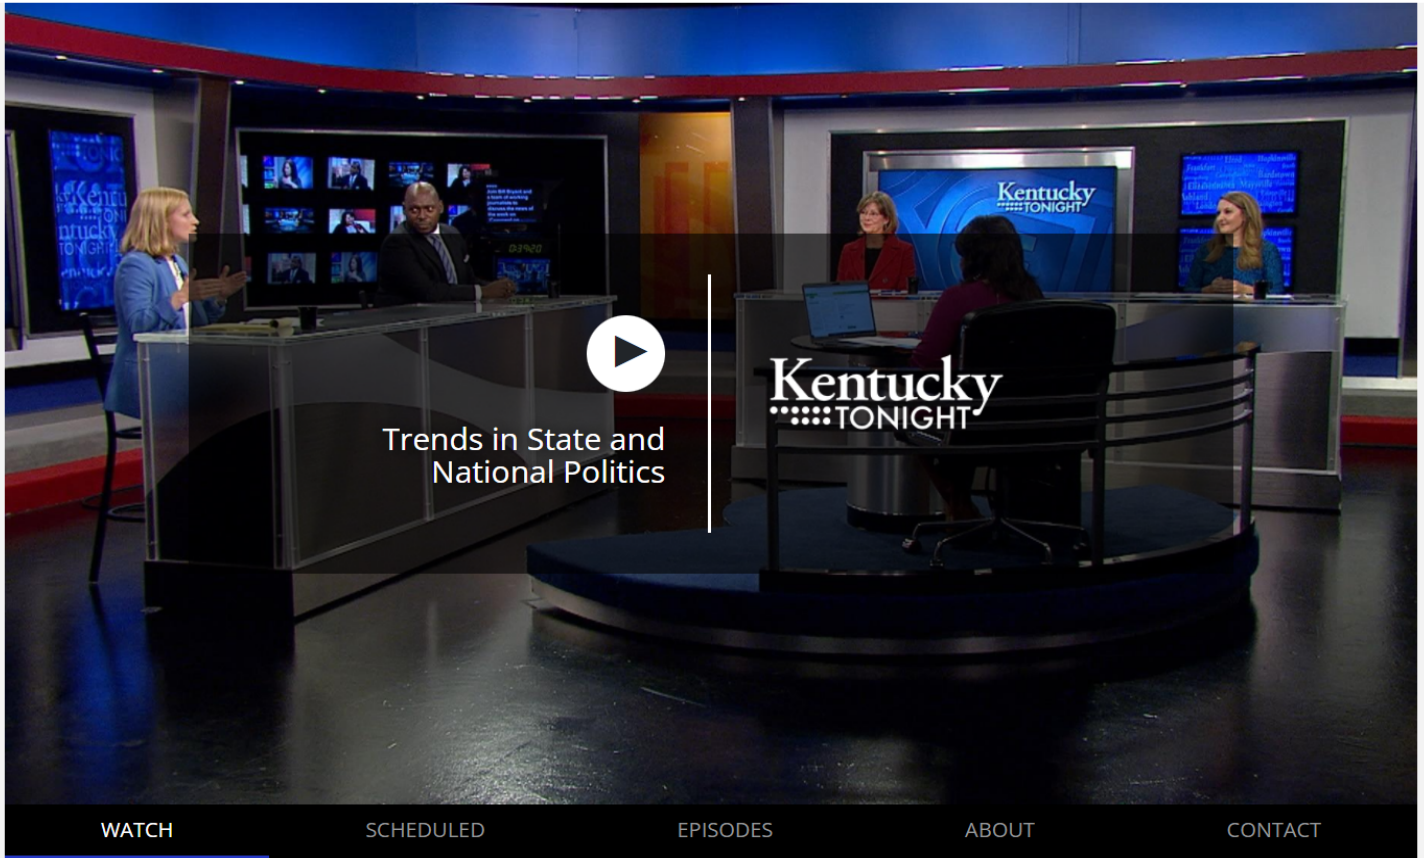 Kentucky
TONIGHT
Kentucky
TONIGHT
Trends in State and
National Politics
WATCH
SCHEDULED
EPISODES
ABOUT
CONTACT